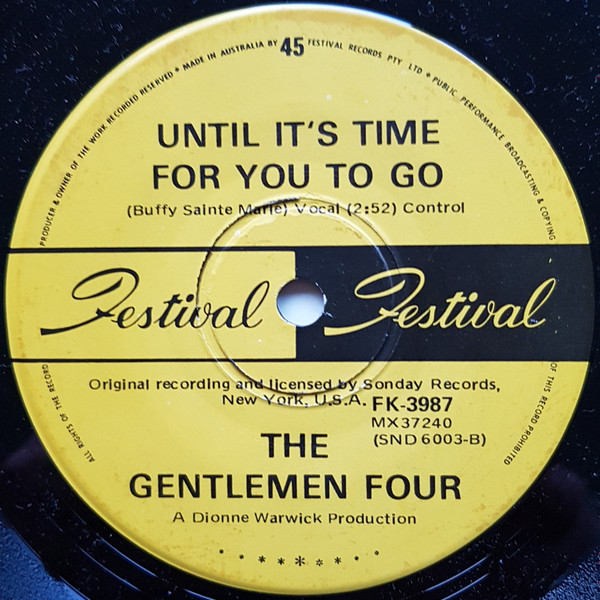 PRODUCER & OWNER OF THE WORK RECORDED RESERVED * MADE IN AUSTRALIA BY 45 FESTIVAL RECORDS PTY LTD * PUBLIC PERFORMANCE BROADCASTING & COPYING
UNTIL IT'S TIME
FOR YOU TO GO
(Buffy Sainte Marie) Vocal (2:52) Control
Festival Festival
Original recording and licensed by Sonday Records,
New York, U.S.A.
FK-3987
MX37240
(SND 6003-B)
THE
GENTLEMEN FOUR
A Dionne Warwick Production
ALL RIGHTS OF THE RECORD
OF THIS RECORD PROHIBITED